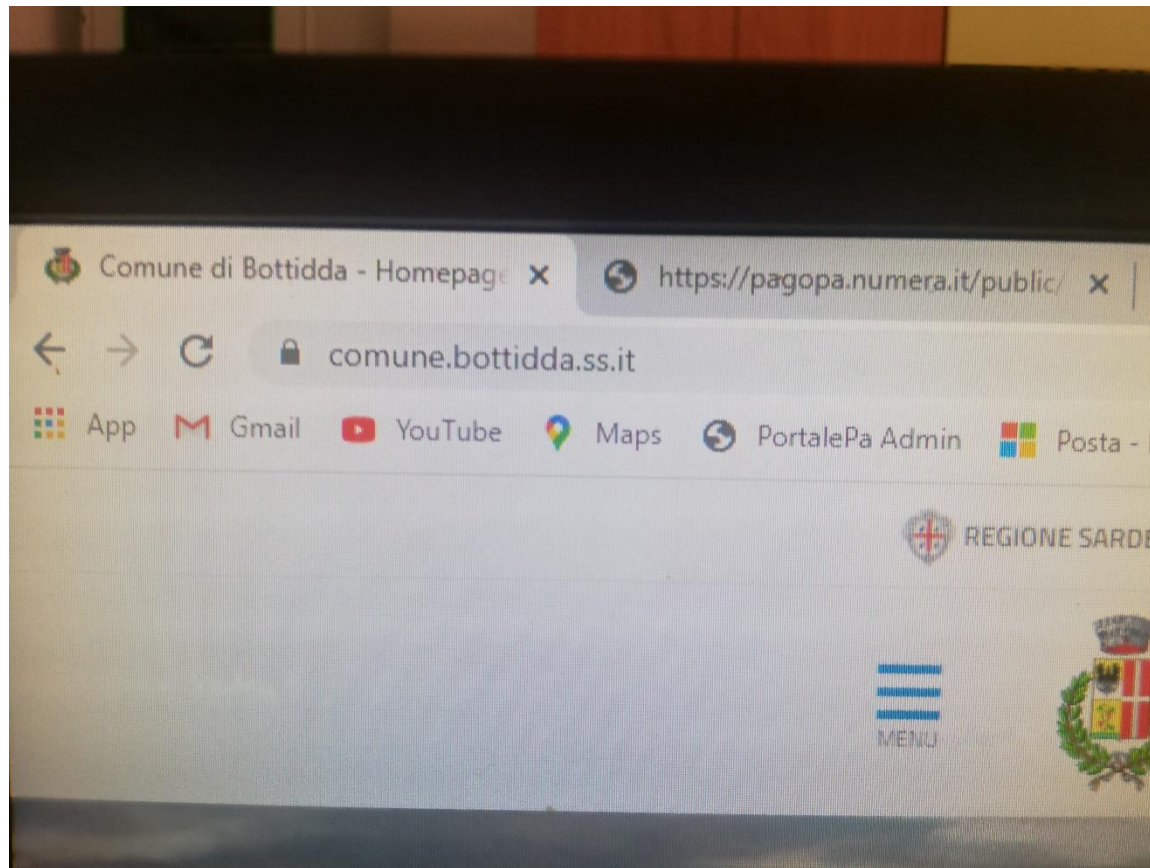 Comune di Bottidda - Homepage
https://pagopa.numera.it/public/
comune.bottidda.ss.it
App Gmail YouTube Maps PortalePa Admin Posta -
REGIONE SARDE
MENU